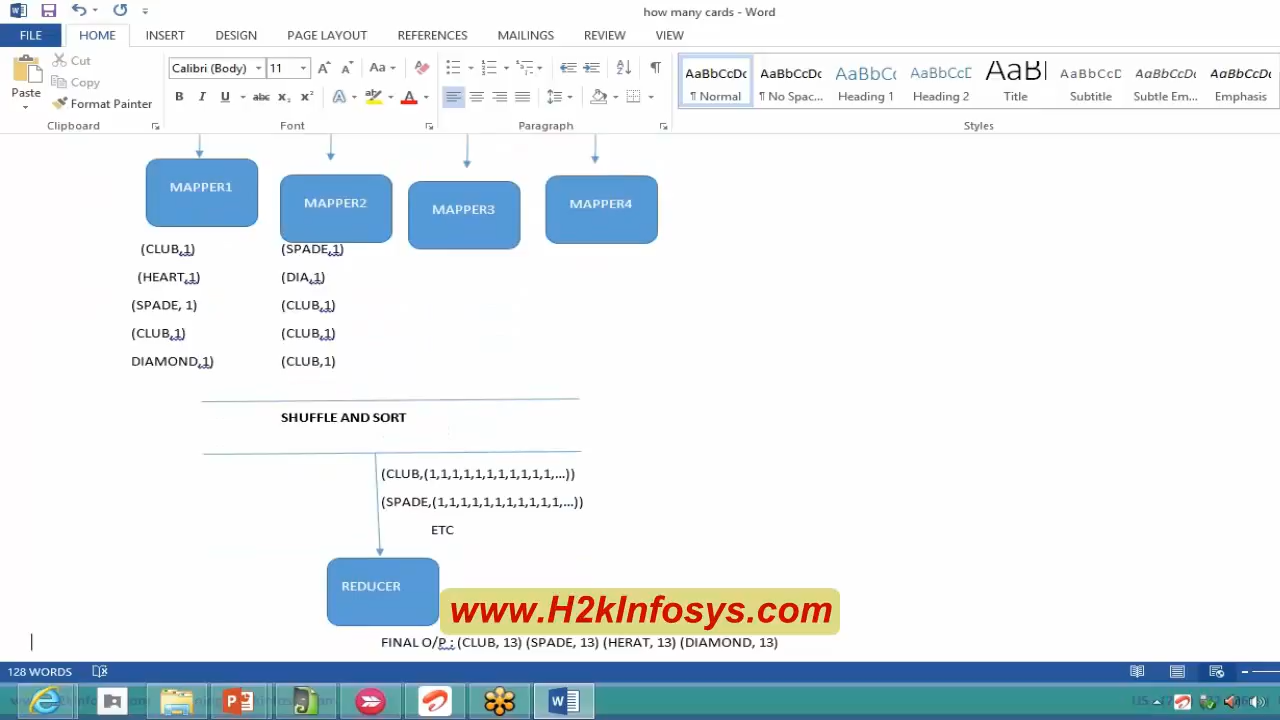 how many cards - Word
FILE HOME INSERT DESIGN PAGE LAYOUT REFERENCES MAILINGS REVIEW VIEW
Paste
Cut
Copy
Format Painter
Calibri (Body) 11
AaBbCcDc AaBbCcDc AaBbC AaBbCcC AaBl AaBbCcD AaBbCcDc AaBbCcDc
¶ Normal ¶ No Spac... Heading 1 Heading 2 Title Subtitle Subtle Em... Emphasis
Clipboard Font Paragraph Styles
MAPPER1 MAPPER2 MAPPER3 MAPPER4
(CLUB,1) (SPADE,1)
(HEART,1) (DIA,1)
(SPADE, 1) (CLUB,1)
(CLUB,1) (CLUB,1)
DIAMOND,1) (CLUB,1)
SHUFFLE AND SORT
(CLUB,(1,1,1,1,1,1,1,1,1,1,1,...))
(SPADE,(1,1,1,1,1,1,1,1,1,1,1,...))
ETC
REDUCER
www.H2kInfosys.com
FINAL O/P ; (CLUB, 13) (SPADE, 13) (HERAT, 13) (DIAMOND, 13)
128 WORDS